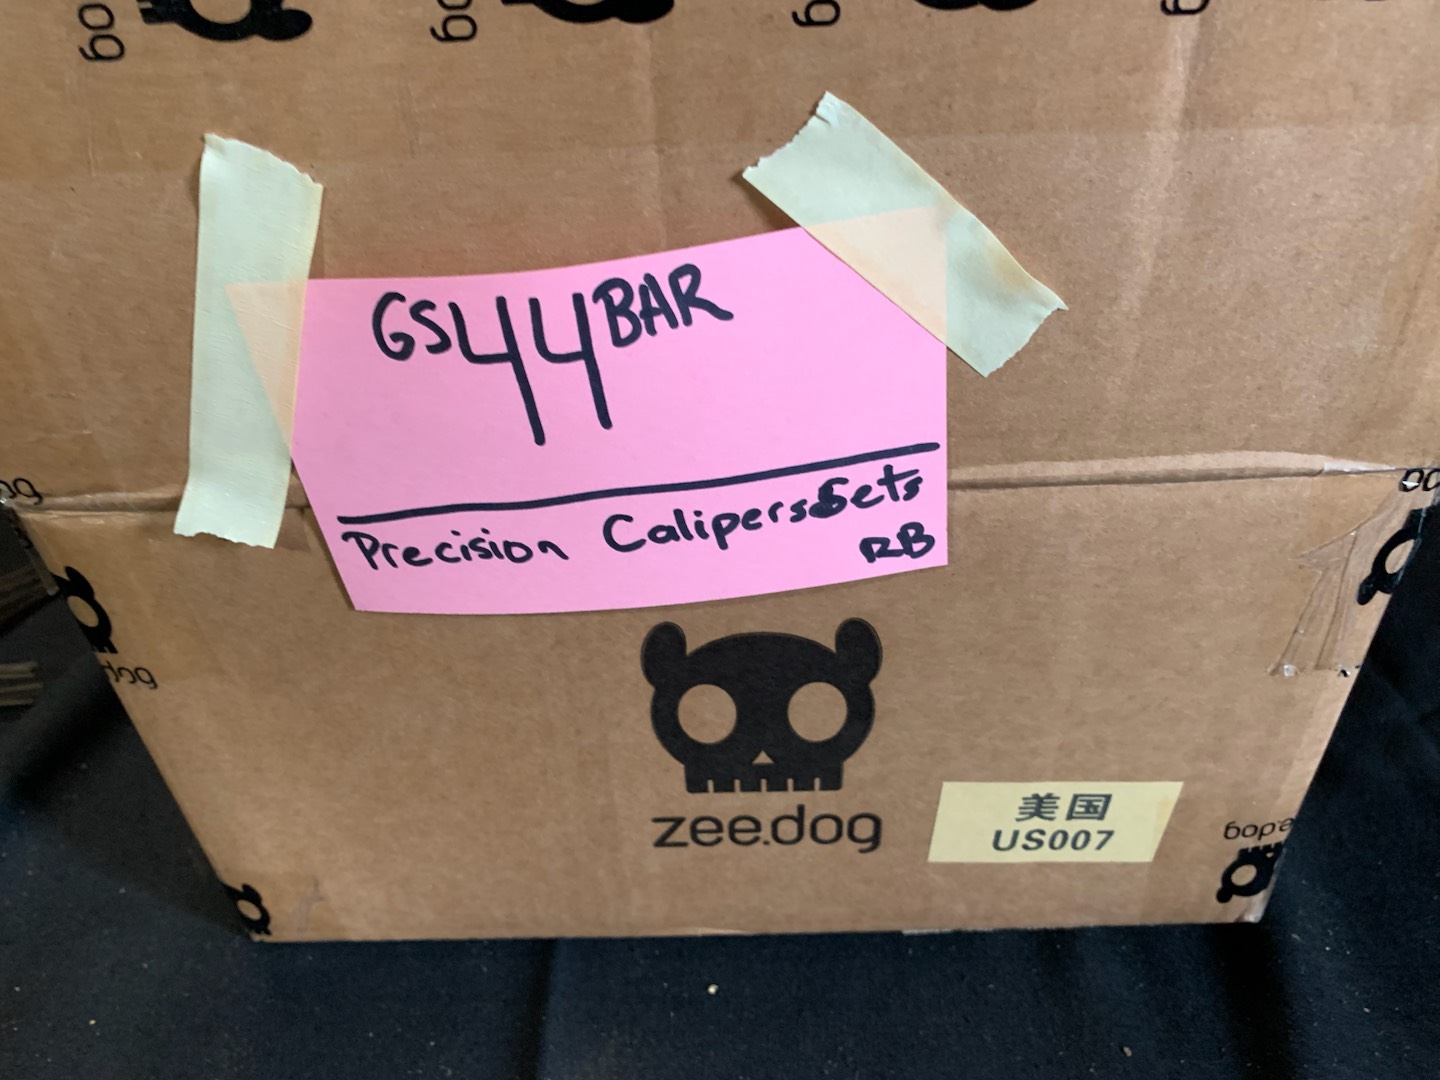 GS44BAR
Precision Calipers Sets
RB
zee.dog
美国
US007